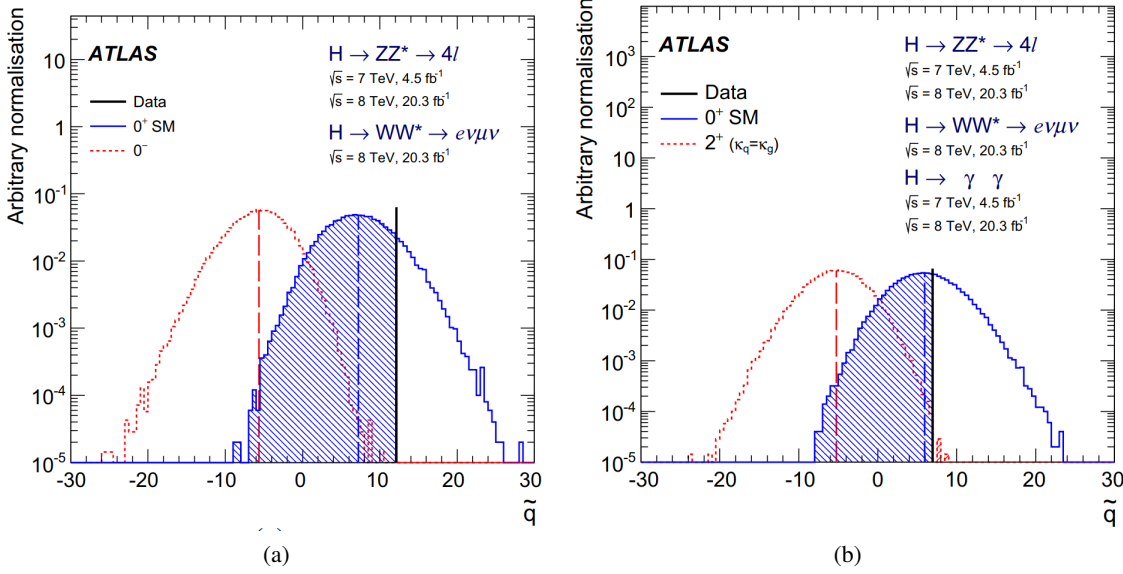 Arbitrary normalisation
ATLAS
H → ZZ* → 4l
√s = 7 TeV, 4.5 fb⁻¹
√s = 8 TeV, 20.3 fb⁻¹
H → WW* → eνμν
√s = 8 TeV, 20.3 fb⁻¹
Data
0⁺ SM
0⁻
10
1
10⁻¹
10⁻²
10⁻³
10⁻⁴
10⁻⁵
-30 -20 -10 0 10 20 30
q̃
(a)
Arbitrary normalisation
ATLAS
H → ZZ* → 4l
√s = 7 TeV, 4.5 fb⁻¹
√s = 8 TeV, 20.3 fb⁻¹
H → WW* → eνμν
√s = 8 TeV, 20.3 fb⁻¹
H → γ γ
√s = 7 TeV, 4.5 fb⁻¹
√s = 8 TeV, 20.3 fb⁻¹
Data
0⁺ SM
2⁺ (κq=κg)
10³
10²
10
1
10⁻¹
10⁻²
10⁻³
10⁻⁴
10⁻⁵
-30 -20 -10 0 10 20 30
q̃
(b)